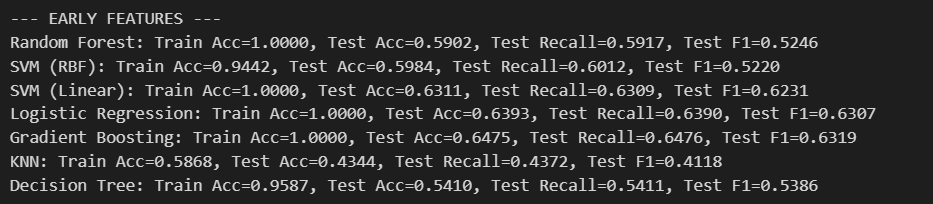 --- EARLY FEATURES ---
Random Forest: Train Acc=1.0000, Test Acc=0.5902, Test Recall=0.5917, Test F1=0.5246
SVM (RBF): Train Acc=0.9442, Test Acc=0.5984, Test Recall=0.6012, Test F1=0.5220
SVM (Linear): Train Acc=1.0000, Test Acc=0.6311, Test Recall=0.6309, Test F1=0.6231
Logistic Regression: Train Acc=1.0000, Test Acc=0.6393, Test Recall=0.6390, Test F1=0.6307
Gradient Boosting: Train Acc=1.0000, Test Acc=0.6475, Test Recall=0.6476, Test F1=0.6319
KNN: Train Acc=0.5868, Test Acc=0.4344, Test Recall=0.4372, Test F1=0.4118
Decision Tree: Train Acc=0.9587, Test Acc=0.5410, Test Recall=0.5411, Test F1=0.5386